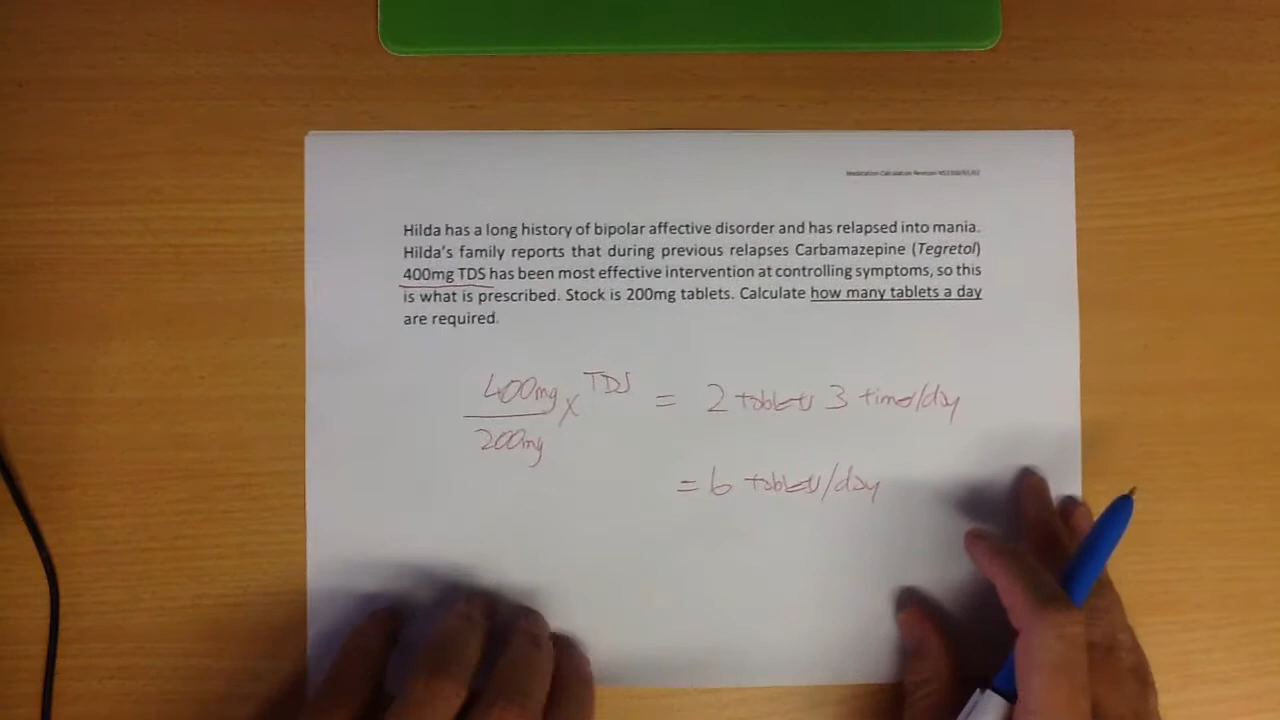 Medication Calculation Revision
Hilda has a long history of bipolar affective disorder and has relapsed into mania.
Hilda's family reports that during previous relapses Carbamazepine (Tegretol)
400mg TDS has been most effective intervention at controlling symptoms, so this
is what is prescribed. Stock is 200mg tablets. Calculate how many tablets a day
are required.
400mg x TDS = 2 tablets 3 times/day
200mg
= 6 tablets/day